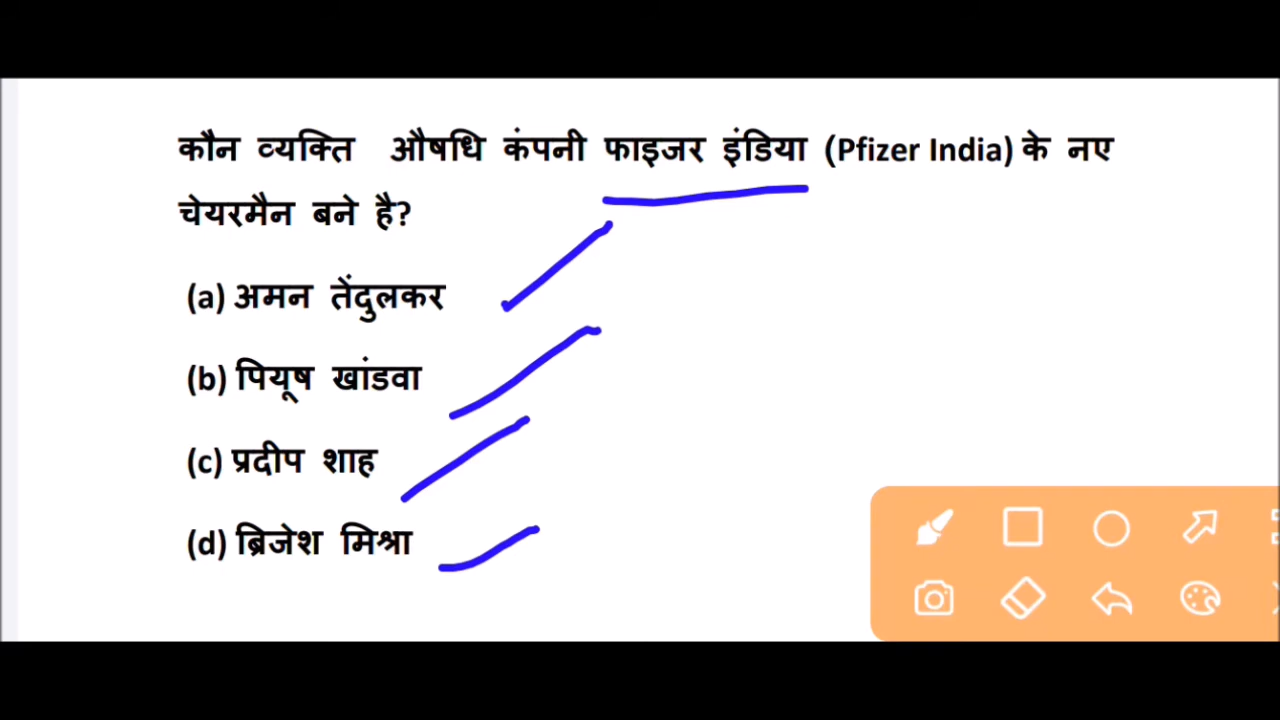 कौन व्यक्ति औषधि कंपनी फाइजर इंडिया (Pfizer India) के नए
चेयरमैन बने है?
(a) अमन तेंदुलकर
(b) पियूष खांडवा
(c) प्रदीप शाह
(d) ब्रिजेश मिश्रा